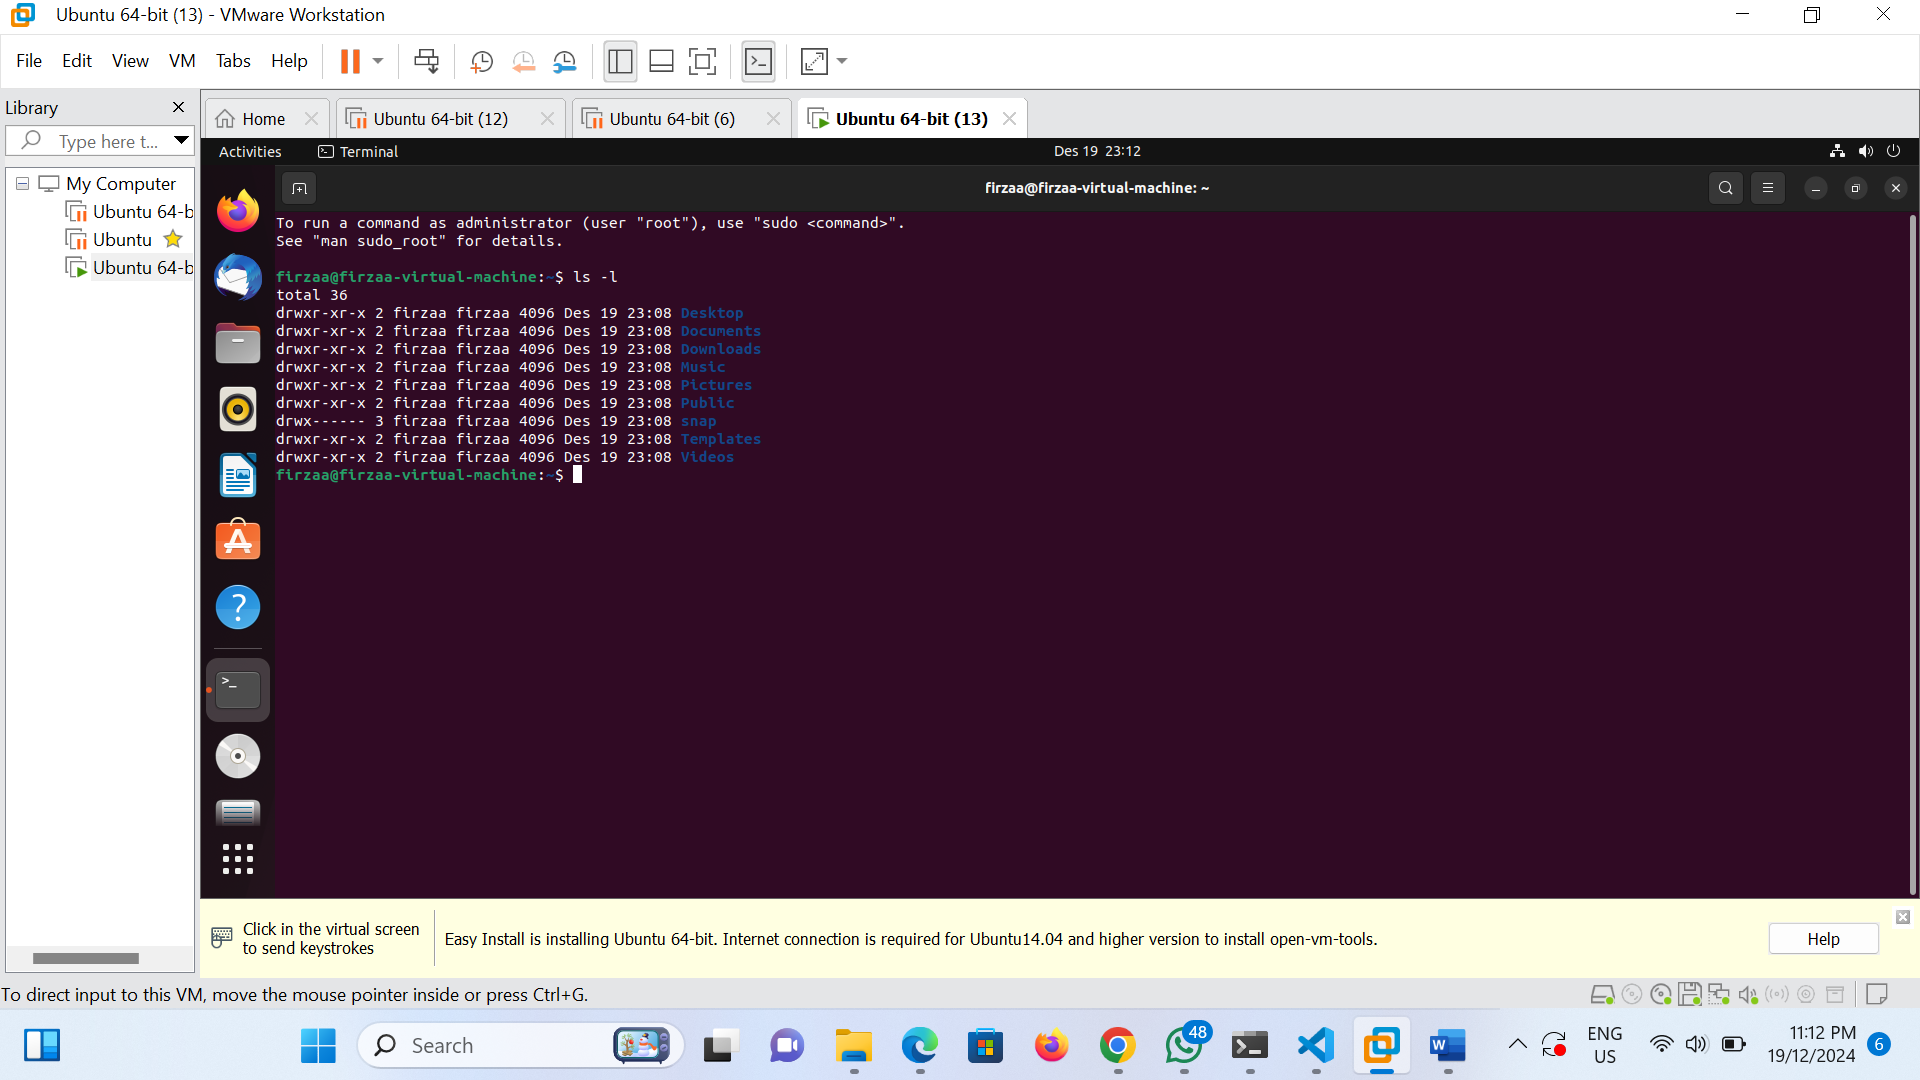 Ubuntu 64-bit (13) - VMware Workstation
File Edit View VM Tabs Help
Library
Type here t...
My Computer
Ubuntu 64-b
Ubuntu
Ubuntu 64-b
Home
Ubuntu 64-bit (12)
Ubuntu 64-bit (6)
Ubuntu 64-bit (13)
Activities
Terminal
Des 19 23:12
firzaa@firzaa-virtual-machine: ~
To run a command as administrator (user "root"), use "sudo <command>".
See "man sudo_root" for details.
firzaa@firzaa-virtual-machine:~$ ls -l
total 36
drwxr-xr-x 2 firzaa firzaa 4096 Des 19 23:08 Desktop
drwxr-xr-x 2 firzaa firzaa 4096 Des 19 23:08 Documents
drwxr-xr-x 2 firzaa firzaa 4096 Des 19 23:08 Downloads
drwxr-xr-x 2 firzaa firzaa 4096 Des 19 23:08 Music
drwxr-xr-x 2 firzaa firzaa 4096 Des 19 23:08 Pictures
drwxr-xr-x 2 firzaa firzaa 4096 Des 19 23:08 Public
drwx------ 3 firzaa firzaa 4096 Des 19 23:08 snap
drwxr-xr-x 2 firzaa firzaa 4096 Des 19 23:08 Templates
drwxr-xr-x 2 firzaa firzaa 4096 Des 19 23:08 Videos
firzaa@firzaa-virtual-machine:~$
Click in the virtual screen
to send keystrokes
Easy Install is installing Ubuntu 64-bit. Internet connection is required for Ubuntu14.04 and higher version to install open-vm-tools.
Help
To direct input to this VM, move the mouse pointer inside or press Ctrl+G.
Search
48
ENG
US
11:12 PM
19/12/2024
6